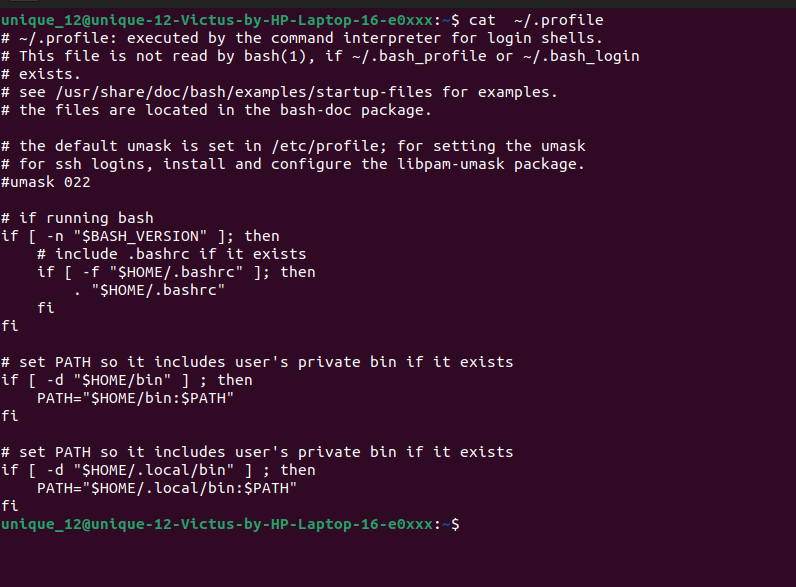 unique_12@unique-12-Victus-by-HP-Laptop-16-e0xxx:~$ cat  ~/.profile
# ~/.profile: executed by the command interpreter for login shells.
# This file is not read by bash(1), if ~/.bash_profile or ~/.bash_login
# exists.
# see /usr/share/doc/bash/examples/startup-files for examples.
# the files are located in the bash-doc package.

# the default umask is set in /etc/profile; for setting the umask
# for ssh logins, install and configure the libpam-umask package.
#umask 022

# if running bash
if [ -n "$BASH_VERSION" ]; then
    # include .bashrc if it exists
    if [ -f "$HOME/.bashrc" ]; then
        . "$HOME/.bashrc"
    fi
fi

# set PATH so it includes user's private bin if it exists
if [ -d "$HOME/bin" ] ; then
    PATH="$HOME/bin:$PATH"
fi

# set PATH so it includes user's private bin if it exists
if [ -d "$HOME/.local/bin" ] ; then
    PATH="$HOME/.local/bin:$PATH"
fi
unique_12@unique-12-Victus-by-HP-Laptop-16-e0xxx:~$